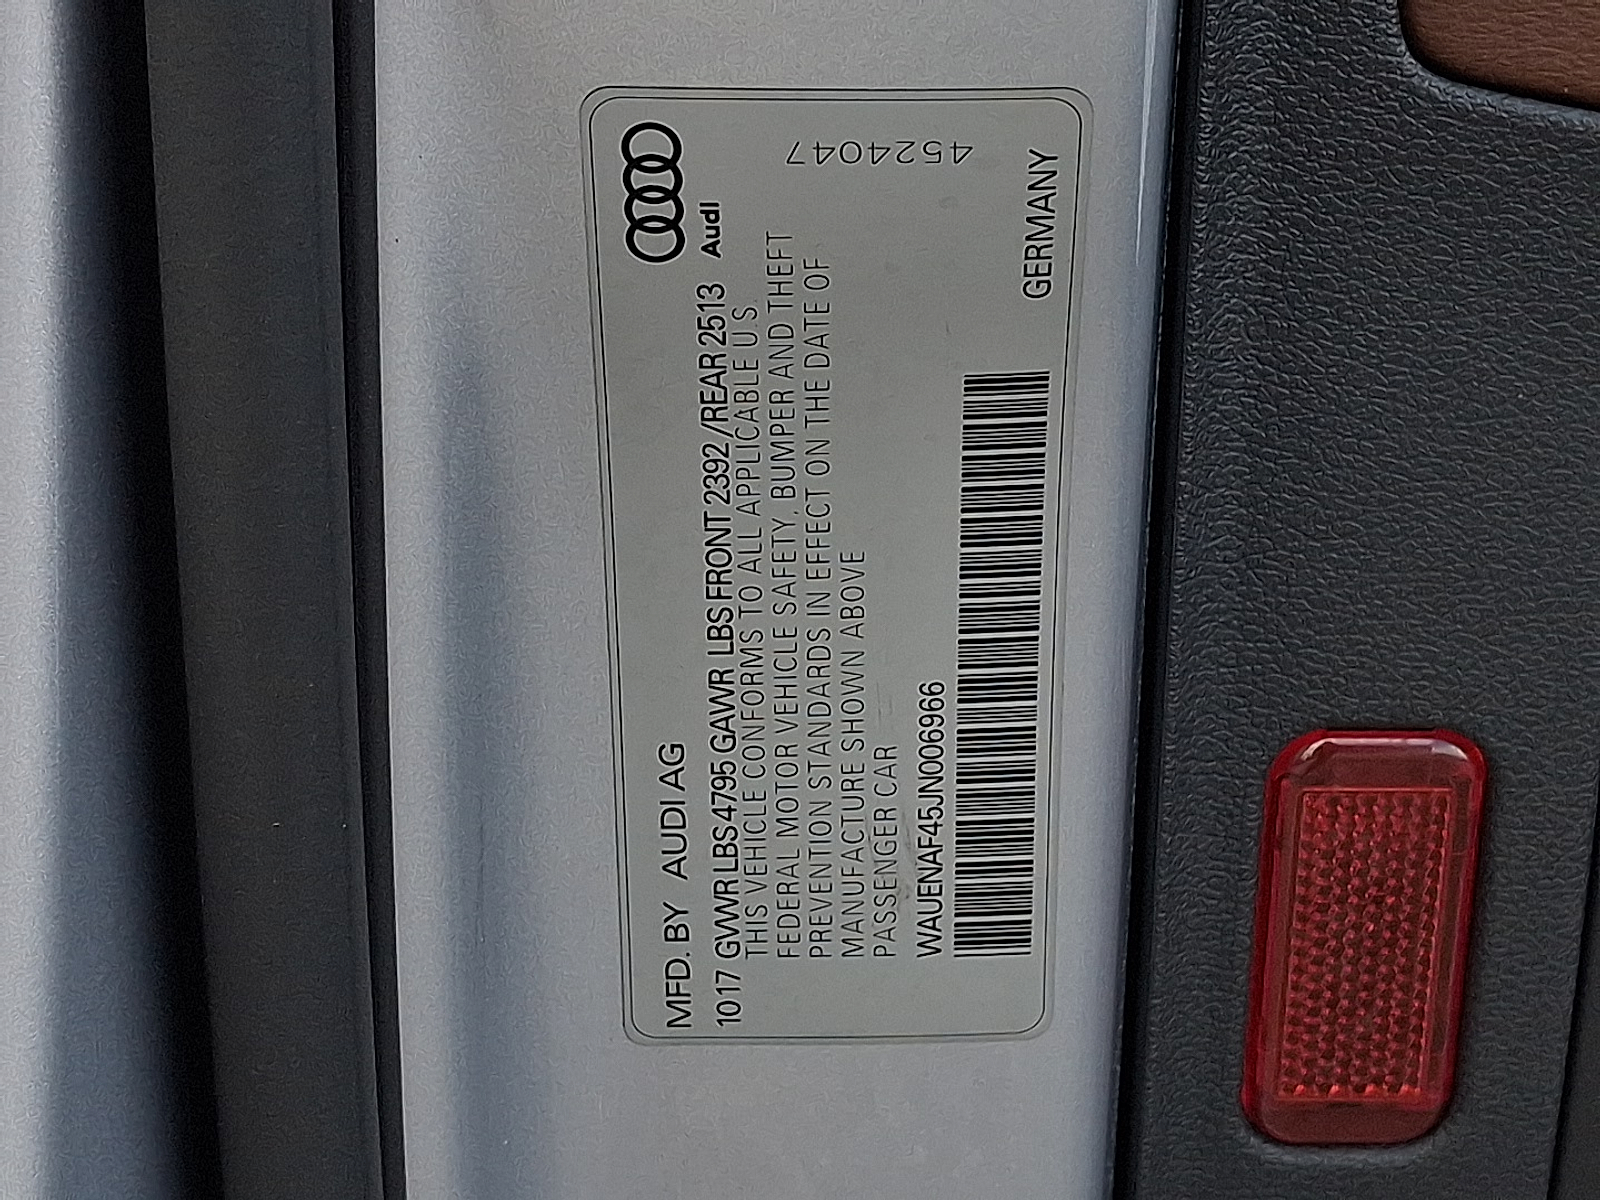 MFD. BY AUDI AG
Audi
1017 GVWR LBS 4795 GAWR LBS FRONT 2392/REAR 2513
THIS VEHICLE CONFORMS TO ALL APPLICABLE U.S.
FEDERAL MOTOR VEHICLE SAFETY, BUMPER AND THEFT
PREVENTION STANDARDS IN EFFECT ON THE DATE OF
MANUFACTURE SHOWN ABOVE
PASSENGER CAR
WAUENAF45JN006966
GERMANY
4524047